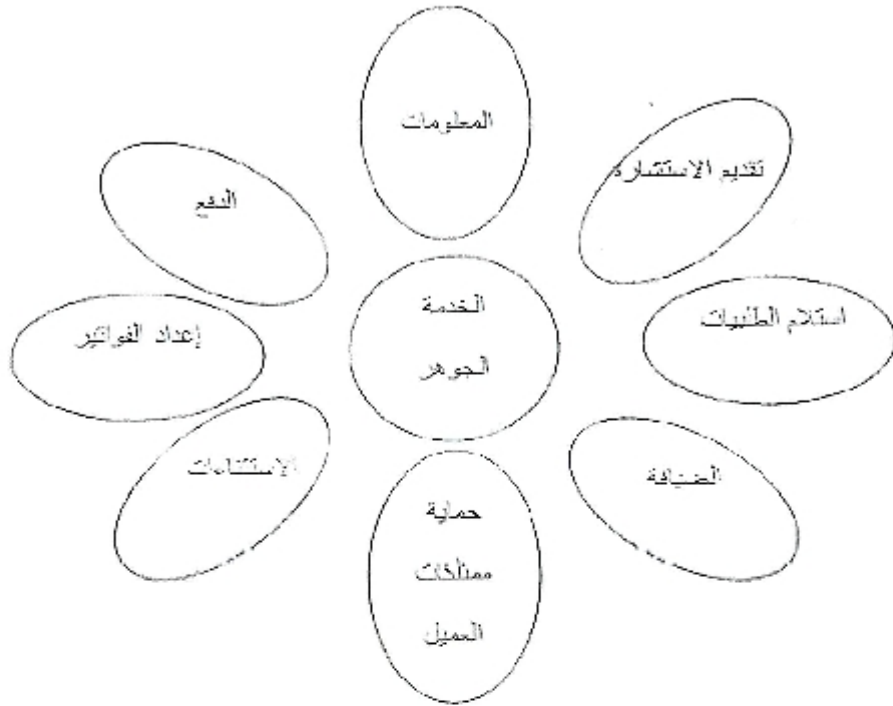 المعلومات
تقديم الاستشارة
الدفع
استلام الطلبيات
إعداد الفواتير
الخدمة
الجوهر
الضيافة
الاستثناءات
حماية
ممتلكات
العميل